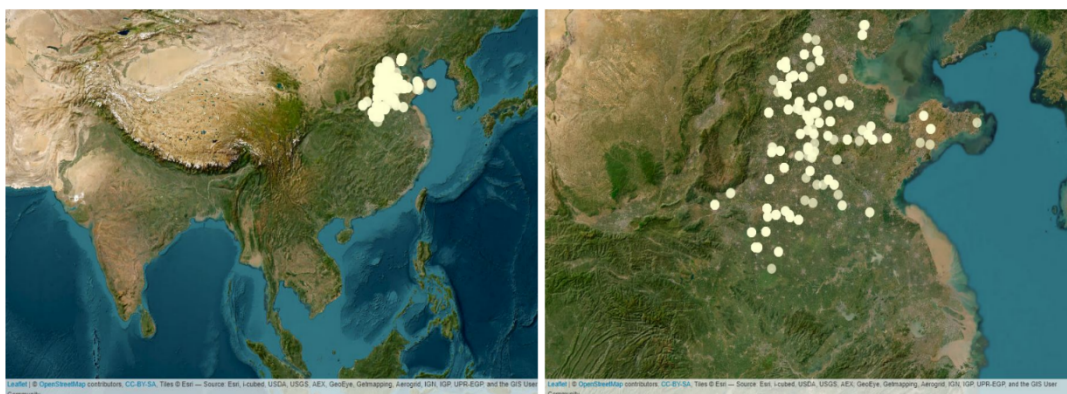 Leaflet | © OpenStreetMap contributors, CC-BY-SA, Tiles © Esri — Source: Esri, i-cubed, USDA, USGS, AEX, GeoEye, Getmapping, Aerogrid, IGN, IGP, UPR-EGP, and the GIS User
Community
Leaflet | © OpenStreetMap contributors, CC-BY-SA, Tiles © Esri — Source: Esri, i-cubed, USDA, USGS, AEX, GeoEye, Getmapping, Aerogrid, IGN, IGP, UPR-EGP, and the GIS User
Community